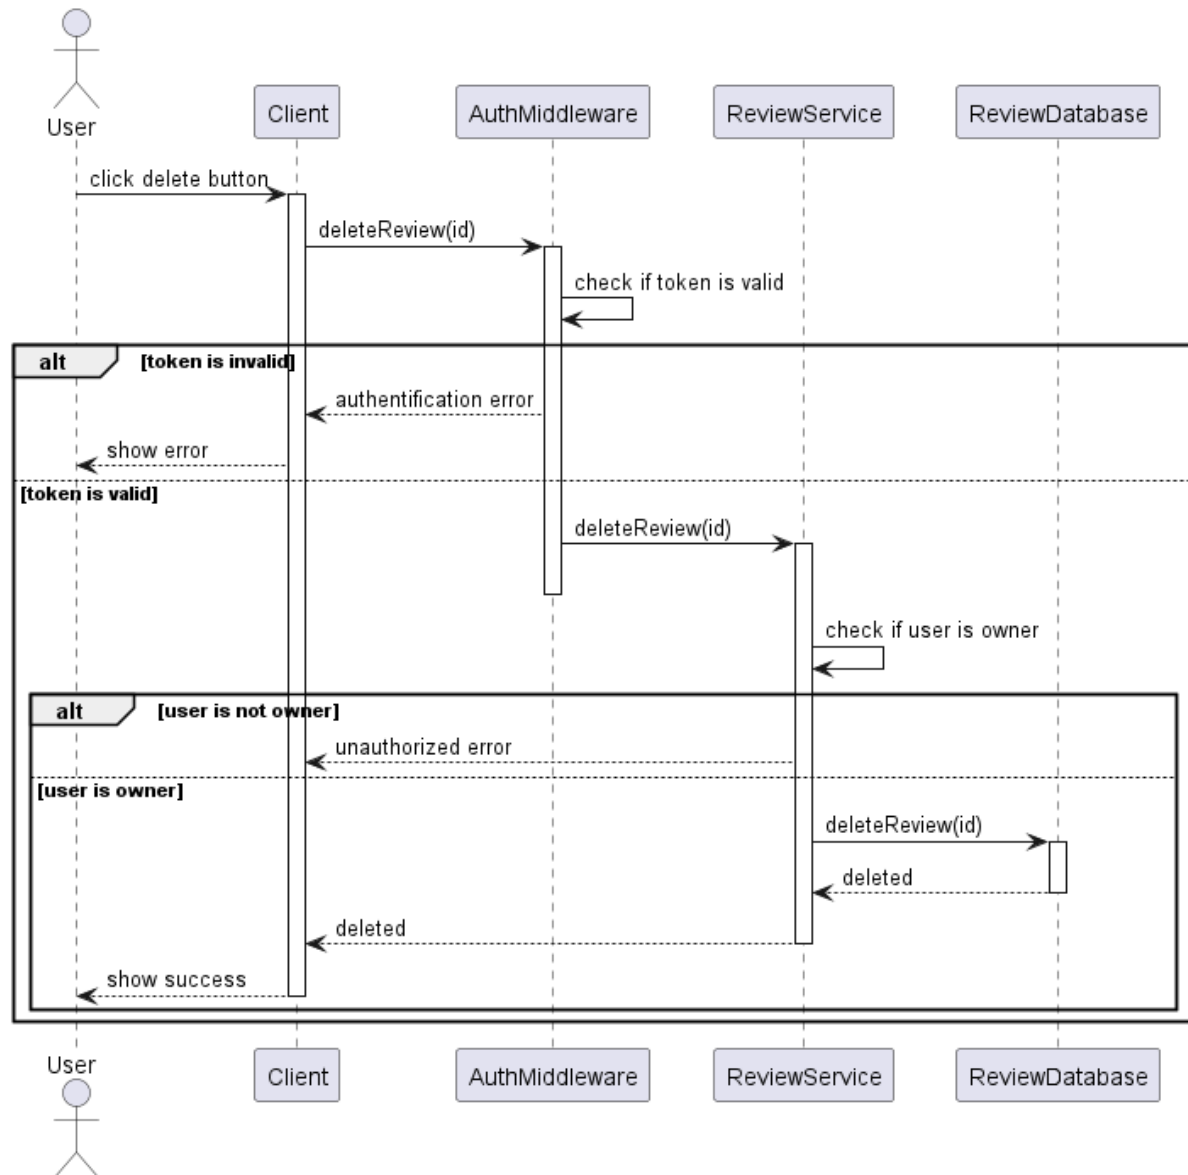 User
Client
AuthMiddleware
ReviewService
ReviewDatabase
click delete button
deleteReview(id)
check if token is valid
alt
[token is invalid]
authentification error
show error
[token is valid]
deleteReview(id)
check if user is owner
alt
[user is not owner]
unauthorized error
[user is owner]
deleteReview(id)
deleted
deleted
show success
User
Client
AuthMiddleware
ReviewService
ReviewDatabase